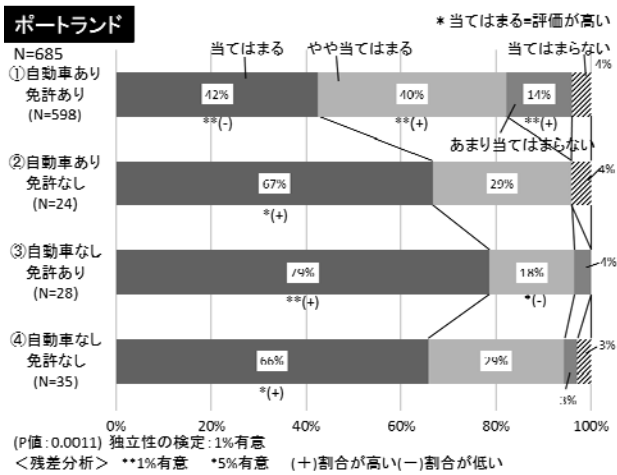 ポートランド
＊当てはまる=評価が高い
N=685
当てはまる やや当てはまる 当てはまらない
①自動車あり
免許あり
(N=598)
42% 40% 14% 4%
**(-) **(+) **(+)
あまり当てはまらない
②自動車あり
免許なし
(N=24)
67% 29% 4%
*(+)
③自動車なし
免許あり
(N=28)
79% 18% 4%
**(+) *(-)
④自動車なし
免許なし
(N=35)
66% 29% 3% 3%
*(+)
0% 20% 40% 60% 80% 100%
(P値：0.0011) 独立性の検定：1%有意
＜残差分析＞ **1%有意 *5%有意 (＋)割合が高い(－)割合が低い